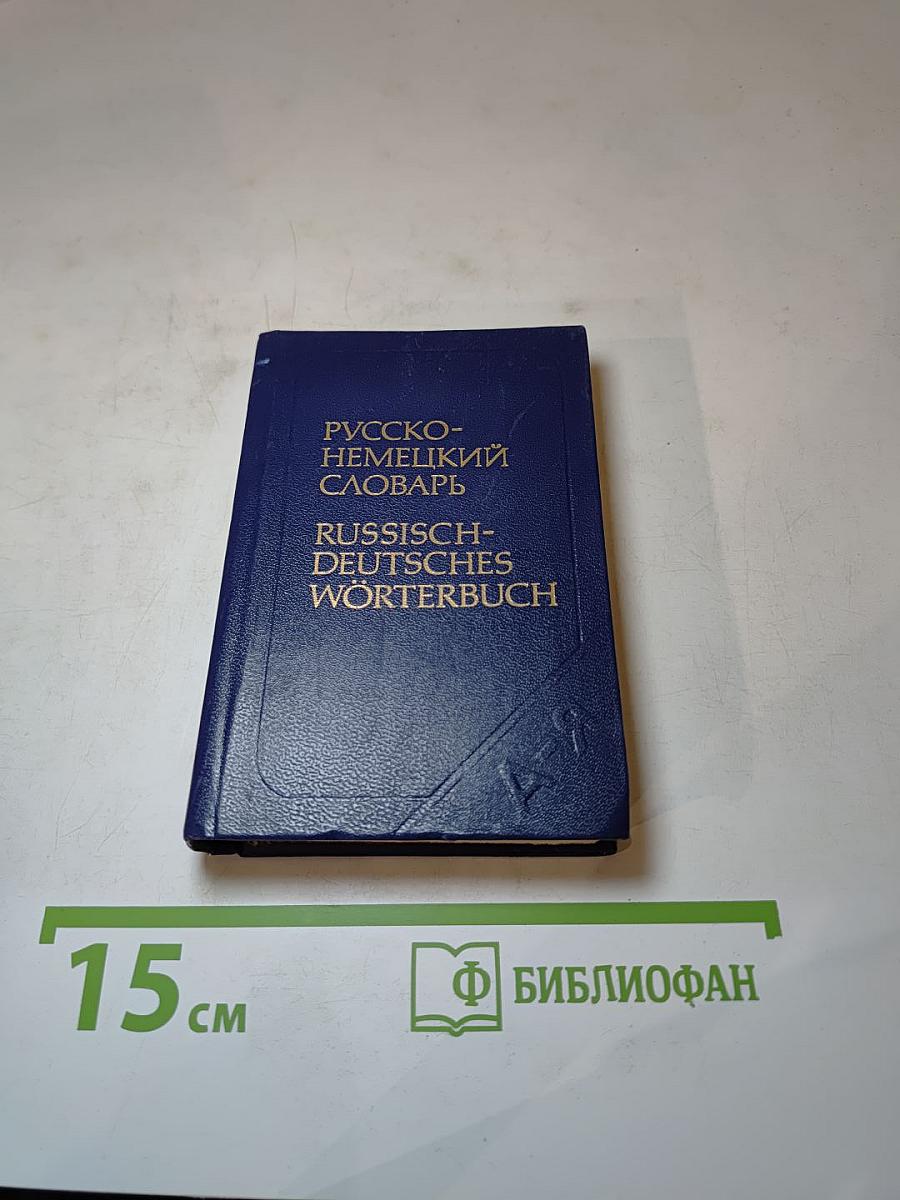 РУССКО-
НЕМЕЦКИЙ
СЛОВАРЬ
RUSSISCH-
DEUTSCHES
WÖRTERBUCH
А-Я
15 см
Ф БИБЛИОФАН